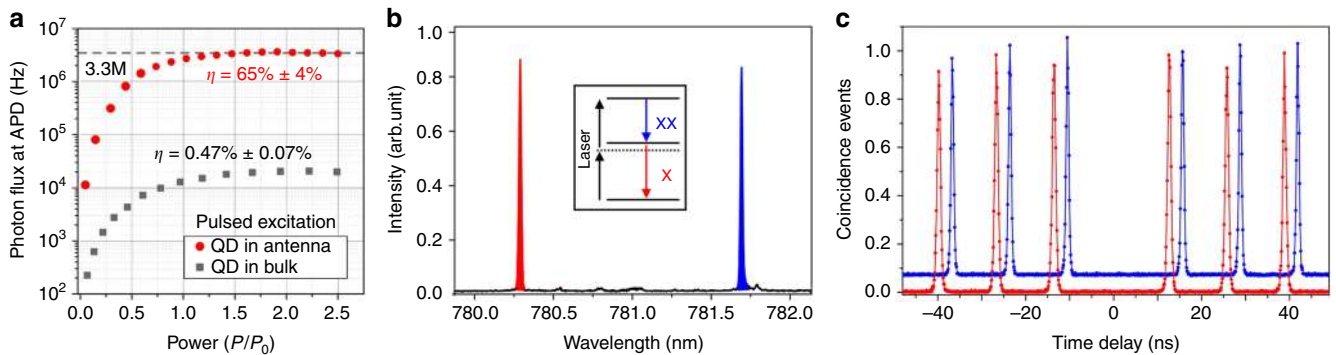 a
Photon flux at APD (Hz)
10⁷
10⁶
10⁵
10⁴
10³
10²
3.3M
η = 65% ± 4%
η = 0.47% ± 0.07%
Pulsed excitation
QD in antenna
QD in bulk
0.0 0.5 1.0 1.5 2.0 2.5
Power (P/P₀)
b
Intensity (arb.unit)
1.0
0.8
0.6
0.4
0.2
0.0
Laser
XX
X
780.0 780.5 781.0 781.5 782.0
Wavelength (nm)
c
Coincidence events
1.0
0.8
0.6
0.4
0.2
0.0
−40 −20 0 20 40
Time delay (ns)